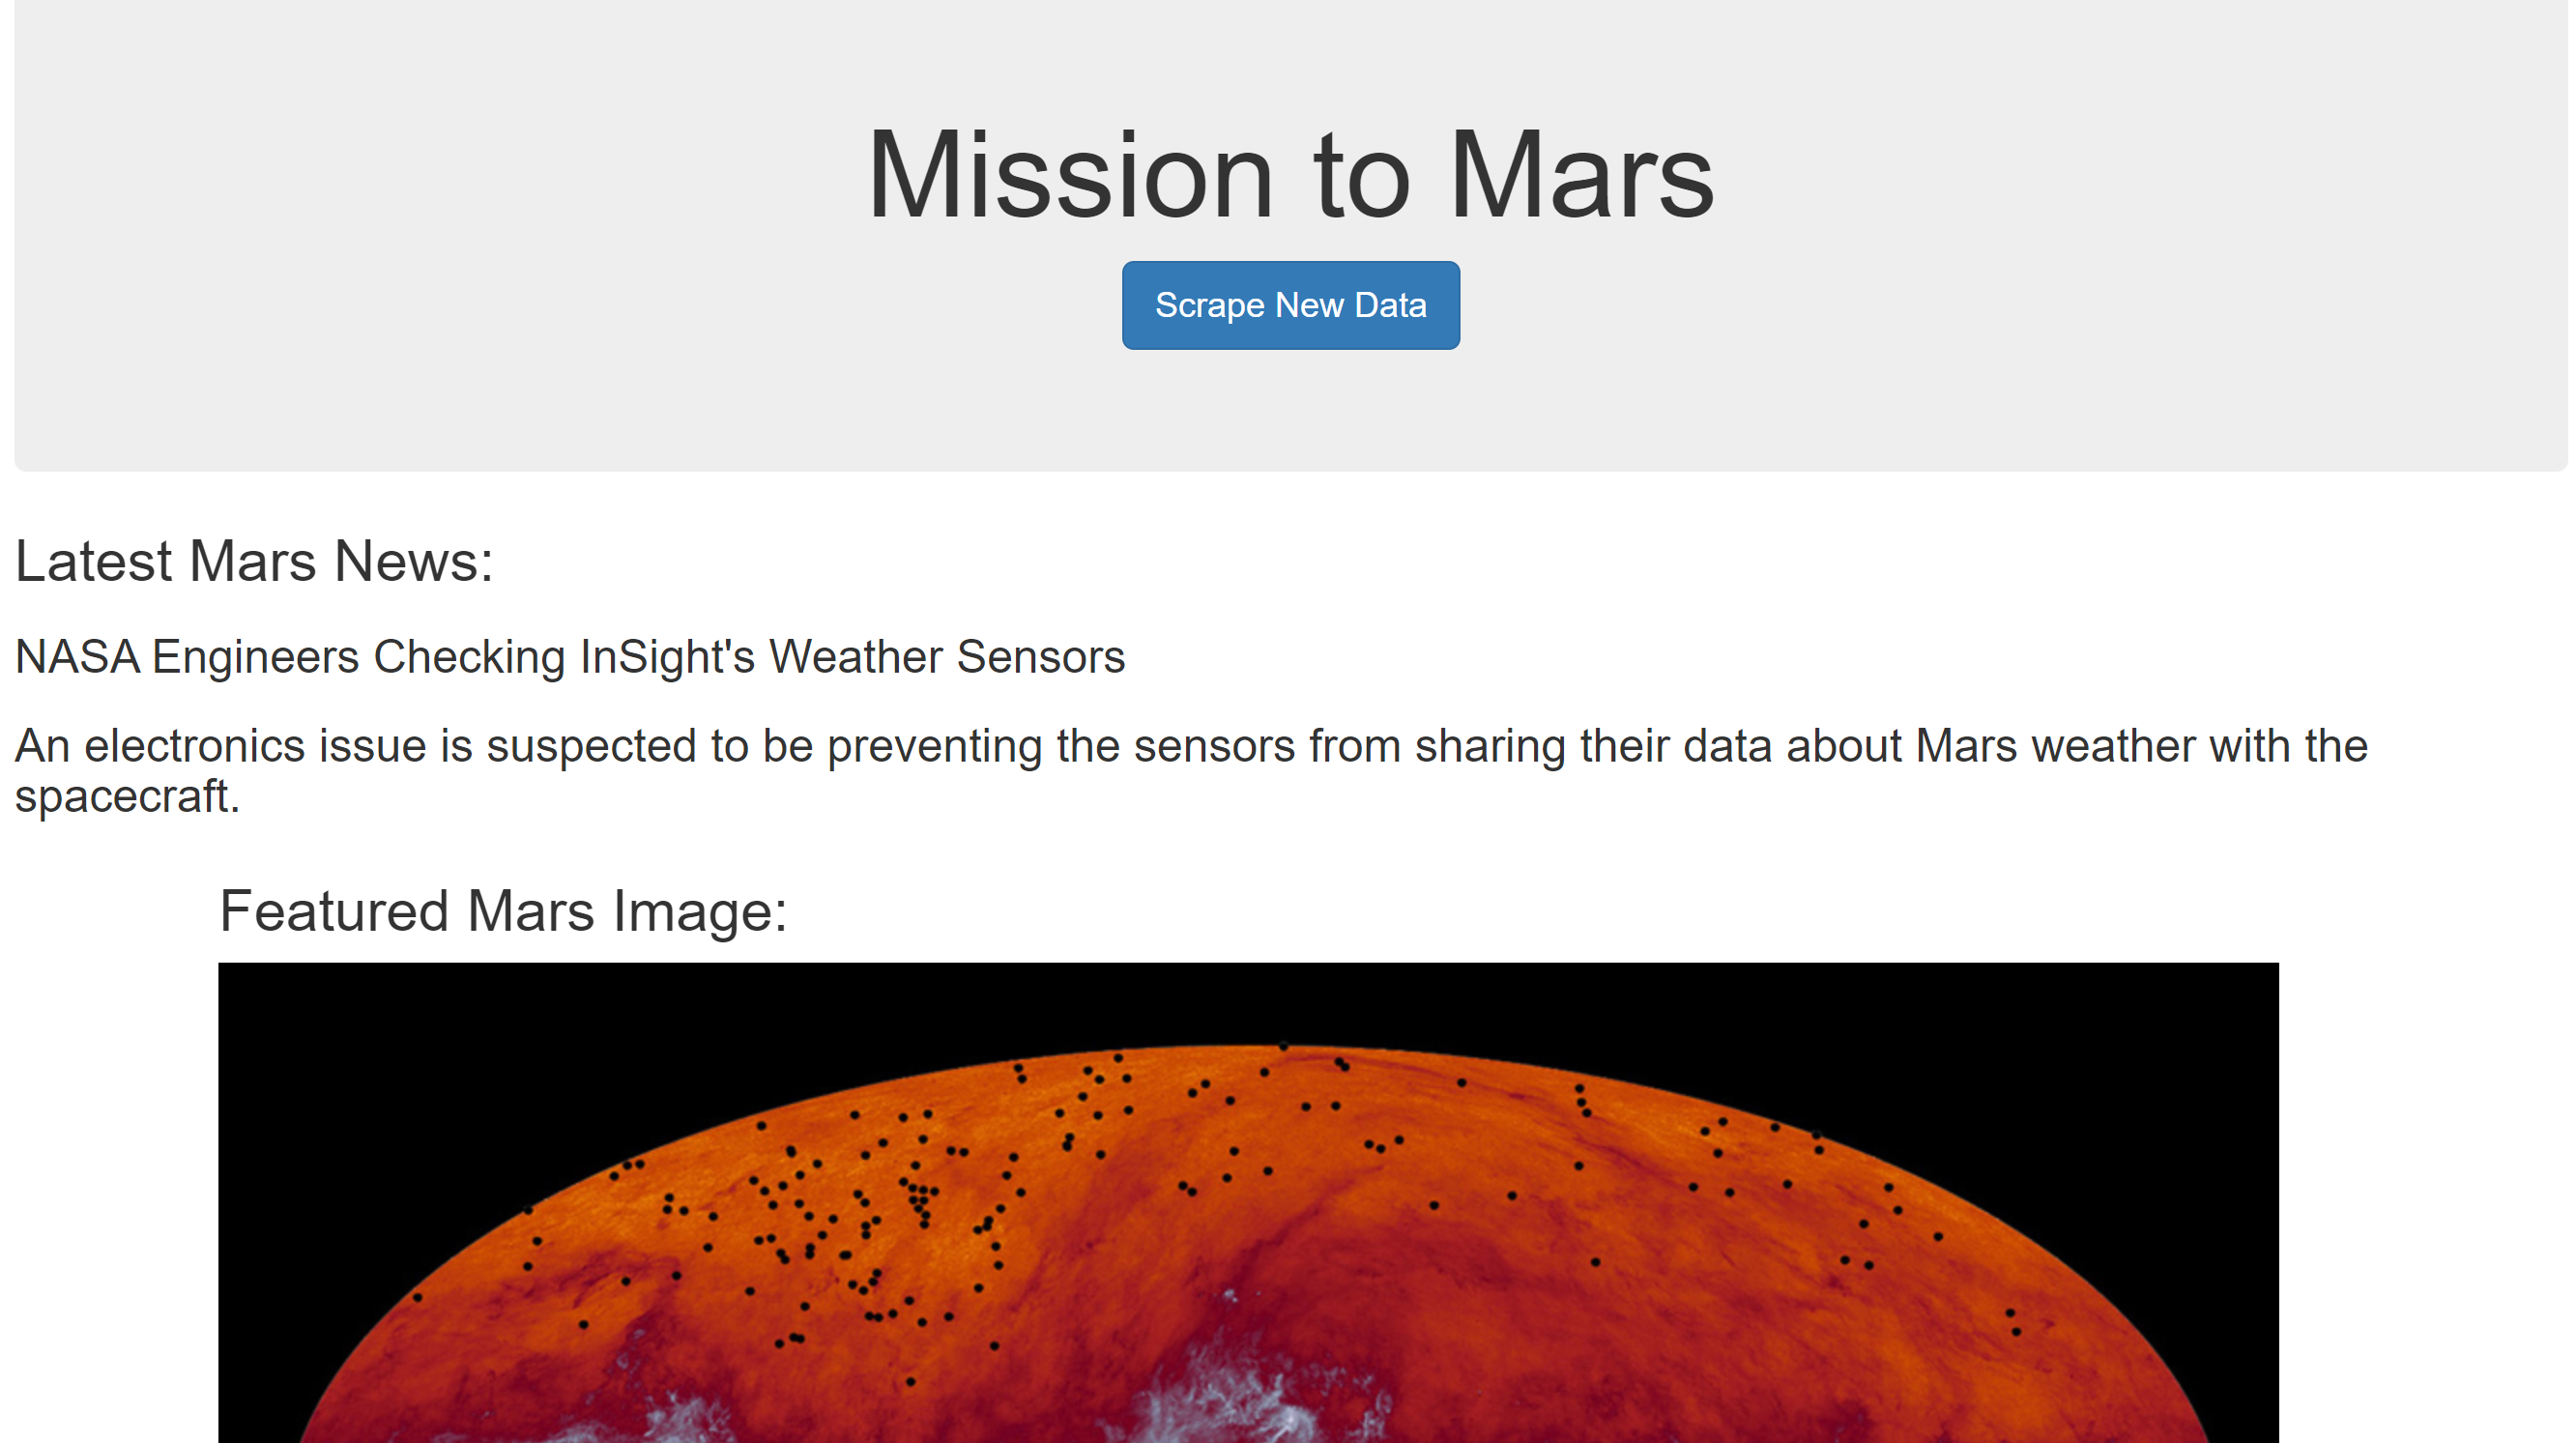 Mission to Mars
Scrape New Data
Latest Mars News:
NASA Engineers Checking InSight's Weather Sensors
An electronics issue is suspected to be preventing the sensors from sharing their data about Mars weather with the
spacecraft.
Featured Mars Image: